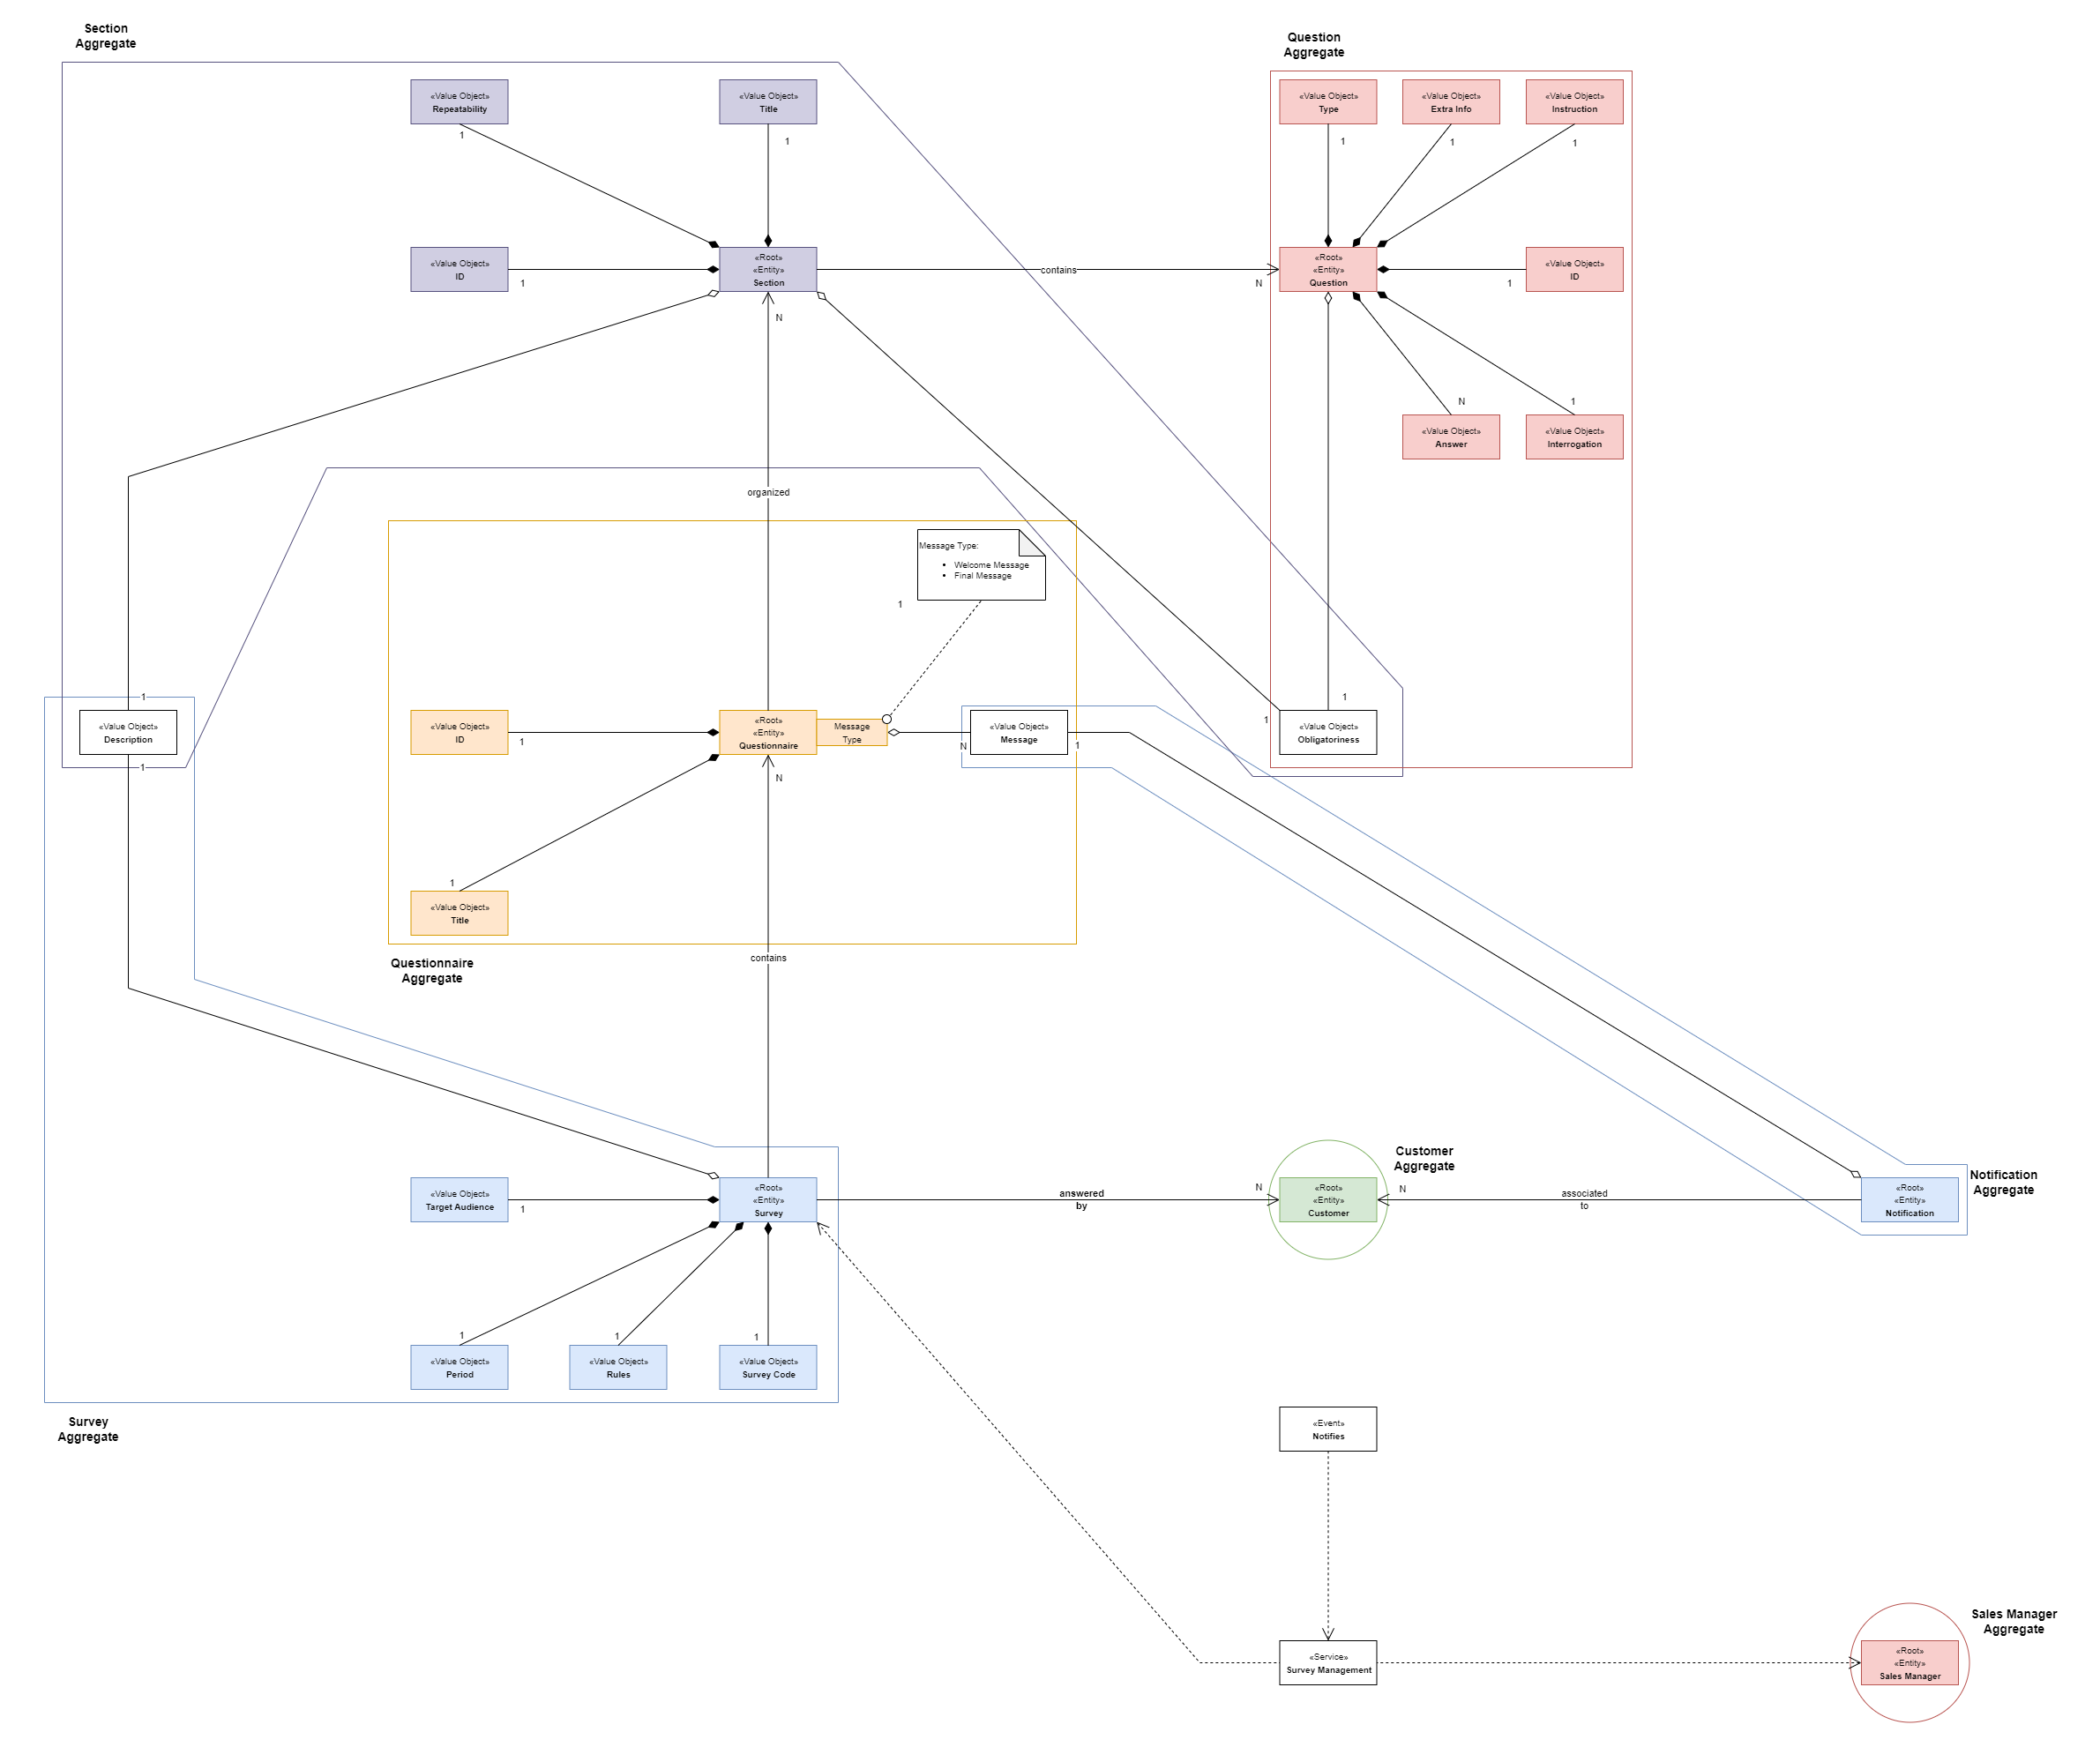 Section
Aggregate
Question
Aggregate
«Value Object»
Repeatability
1
«Value Object»
Title
1
«Value Object»
Type
1
«Value Object»
Extra Info
1
«Value Object»
Instruction
1
«Value Object»
ID
1
«Root»
«Entity»
Section
contains
N
«Root»
«Entity»
Question
1
«Value Object»
ID
N
N
1
«Value Object»
Answer
«Value Object»
Interrogation
organized
Message Type:
• Welcome Message
• Final Message
1
1
«Value Object»
Description
1
«Value Object»
ID
1
«Root»
«Entity»
Questionnaire
Message
Type
N
«Value Object»
Message
1
1
1
«Value Object»
Obligatoriness
N
1
«Value Object»
Title
Questionnaire
Aggregate
contains
Customer
Aggregate
Notification
Aggregate
«Value Object»
Target Audience
1
«Root»
«Entity»
Survey
answered
by
N
«Root»
«Entity»
Customer
N
associated
to
«Root»
«Entity»
Notification
1
1
1
«Value Object»
Period
«Value Object»
Rules
«Value Object»
Survey Code
Survey
Aggregate
«Event»
Notifies
«Service»
Survey Management
«Root»
«Entity»
Sales Manager
Sales Manager
Aggregate